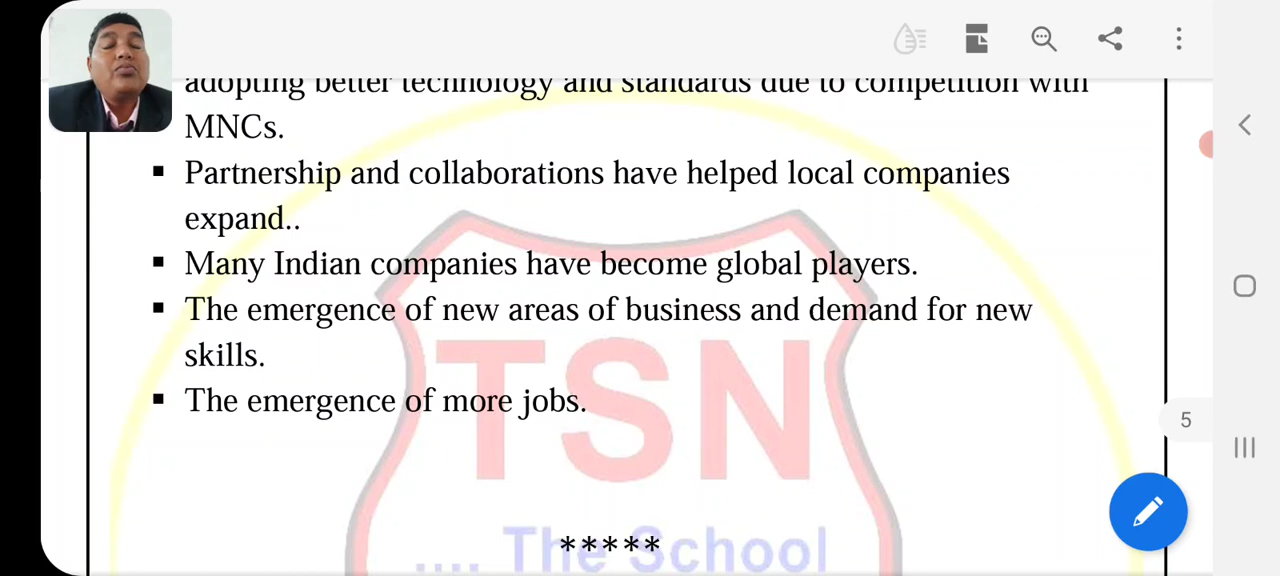 adopting better technology and standards due to competition with
MNCs.
▪ Partnership and collaborations have helped local companies
expand..
▪ Many Indian companies have become global players.
▪ The emergence of new areas of business and demand for new
skills.
▪ The emergence of more jobs.
5
TSN
*****
.... The School